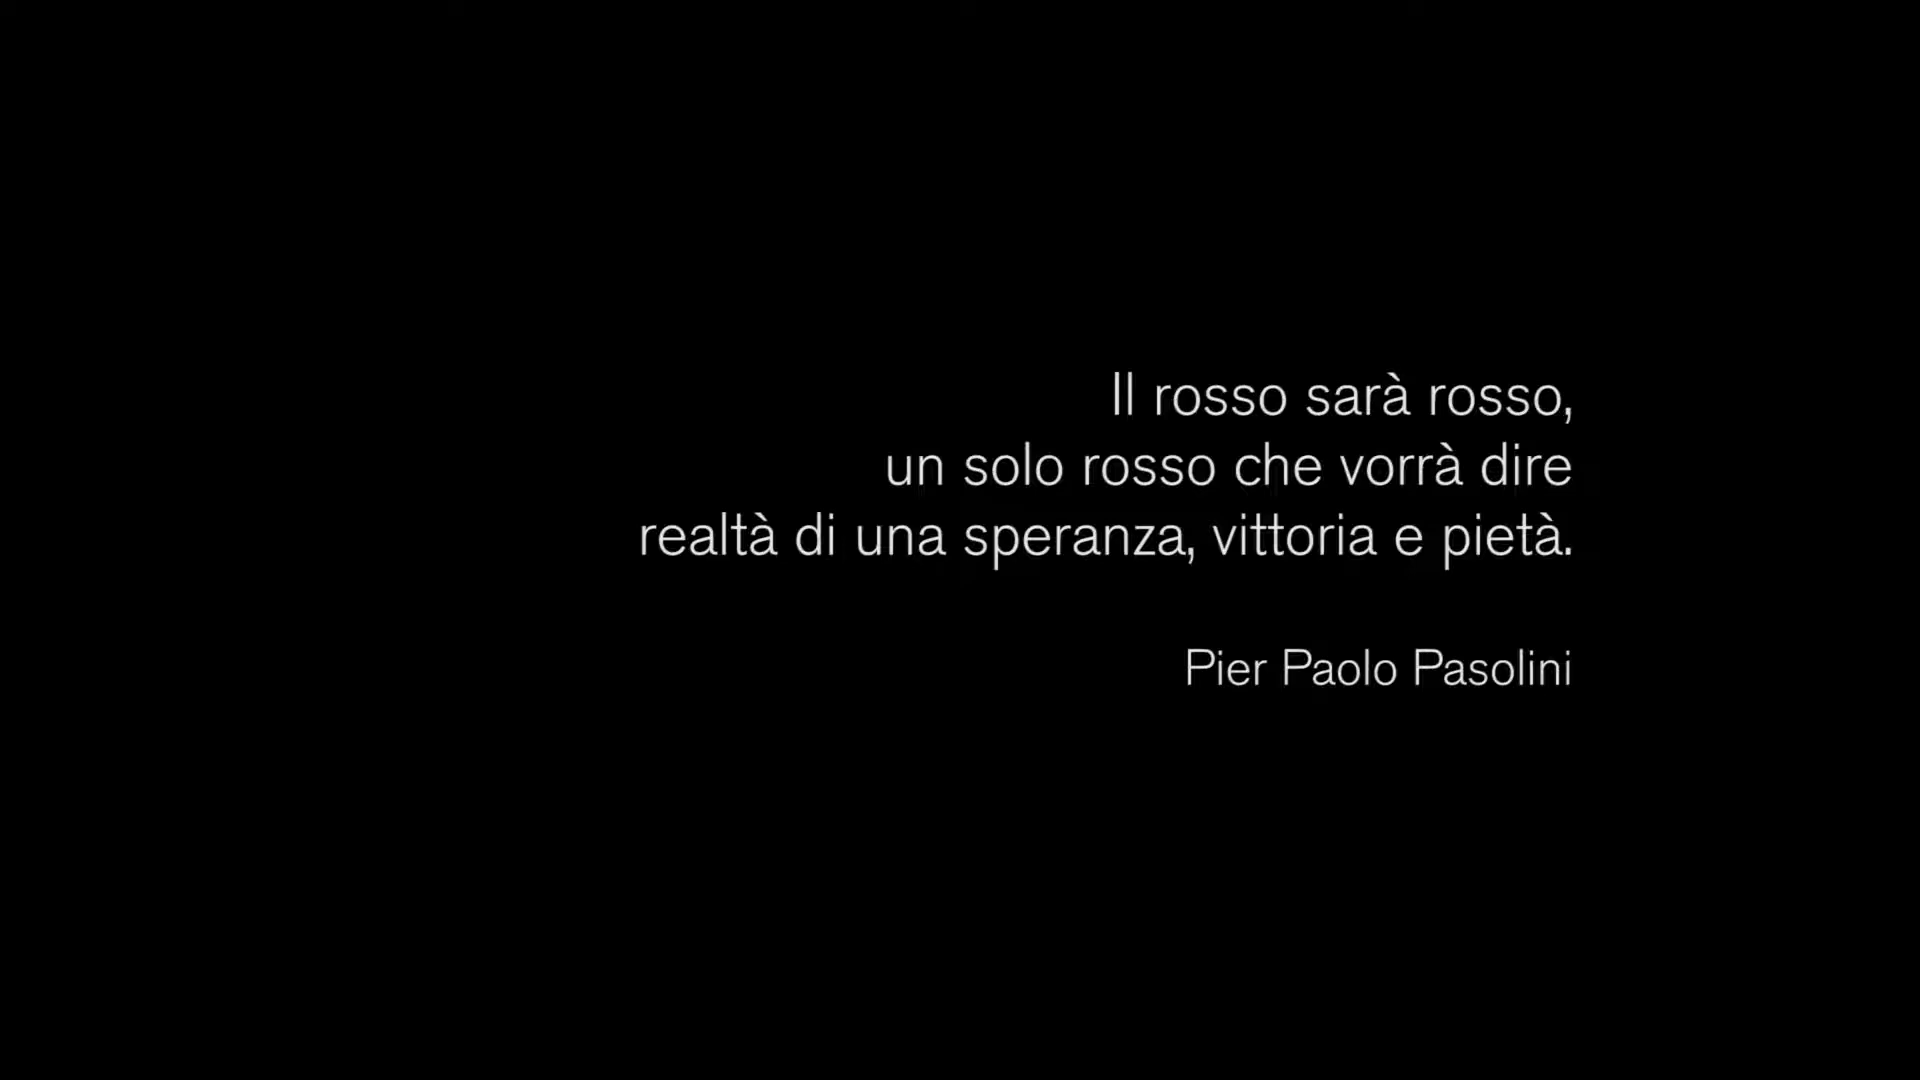 Il rosso sarà rosso,
un solo rosso che vorrà dire
realtà di una speranza, vittoria e pietà.
Pier Paolo Pasolini